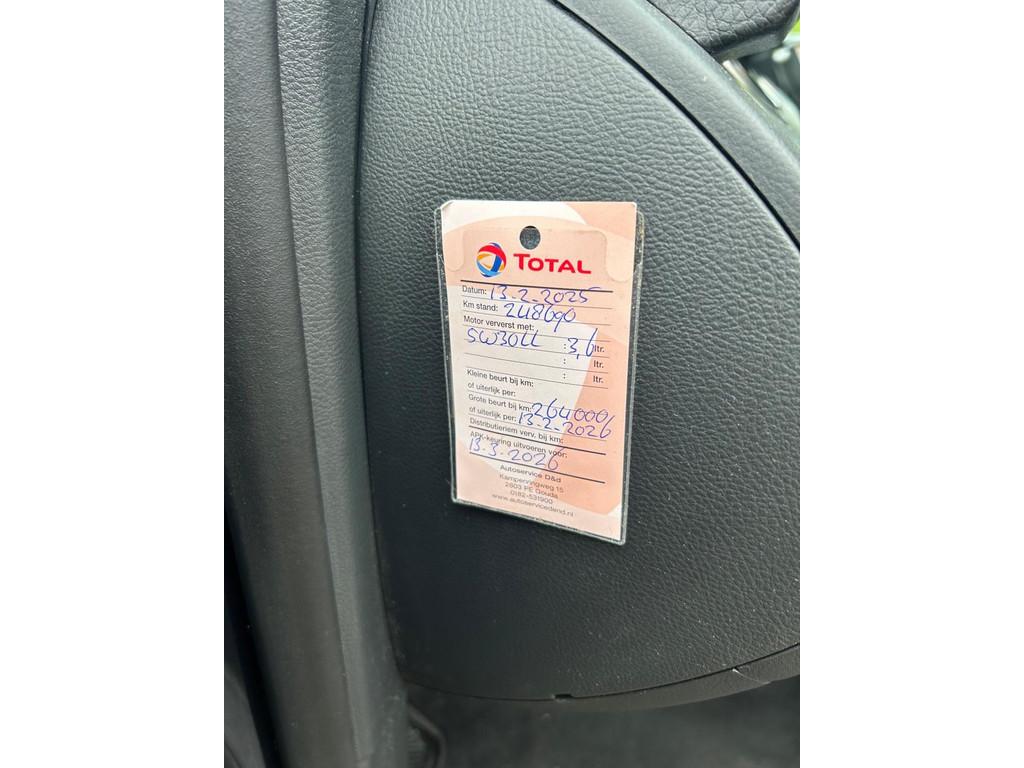 TOTAL
Datum: 13-2-2025
Km stand: 248690
Motor ververst met:
5W30LL : 3,6 ltr.
: ltr.
: ltr.
Kleine beurt bij km:
of uiterlijk per:
Grote beurt bij km: 264000
of uiterlijk per: 13-2-2026
Distributieriem verv. bij km:
APK-keuring uitvoeren voor:
13-3-2026
Autoservice D&d
Kamperringweg 15
2803 PE Gouda
0182-531900
www.autoservicedend.nl